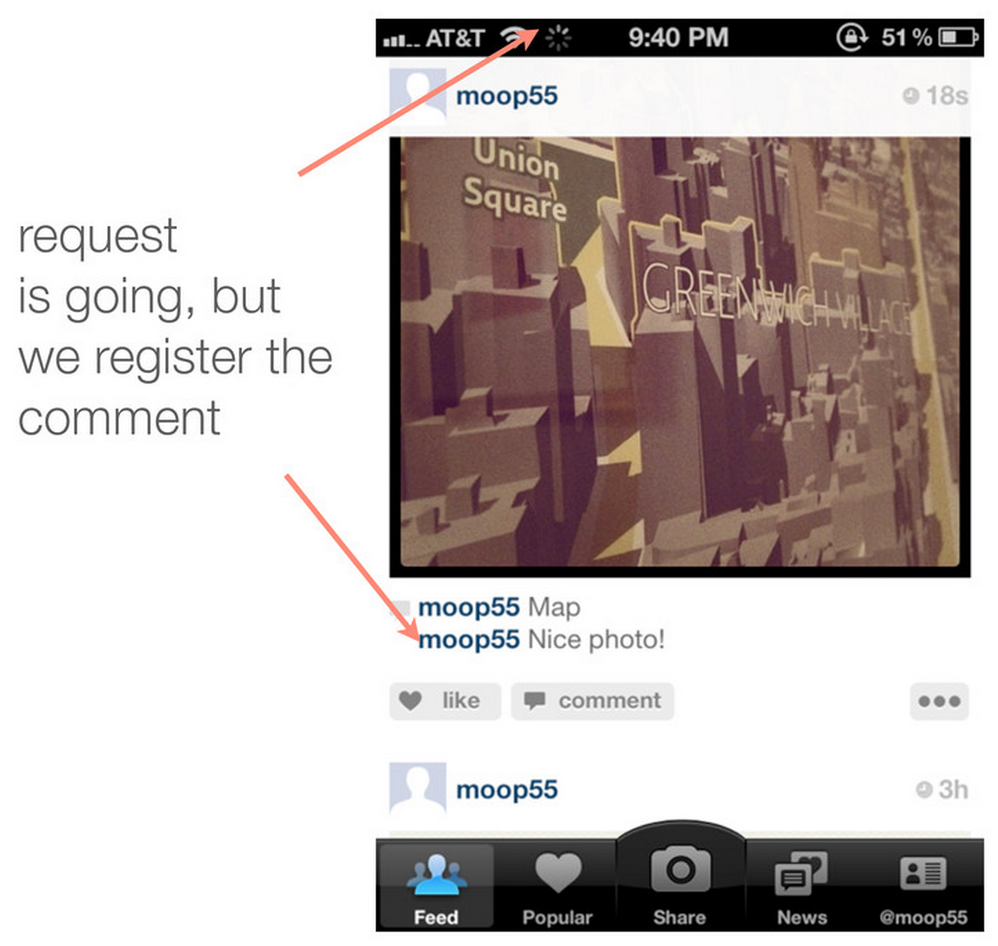 AT&T 9:40 PM 51%
moop55 18s
Union
Square
GREENWICH VILLAGE
request
is going, but
we register the
comment
moop55 Map
moop55 Nice photo!
like comment
moop55 3h
Feed Popular Share News @moop55